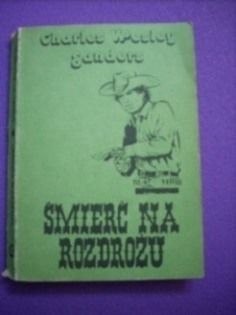 Charles Wesley
Sanders
ŚMIERĆ NA
ROZDROŻU